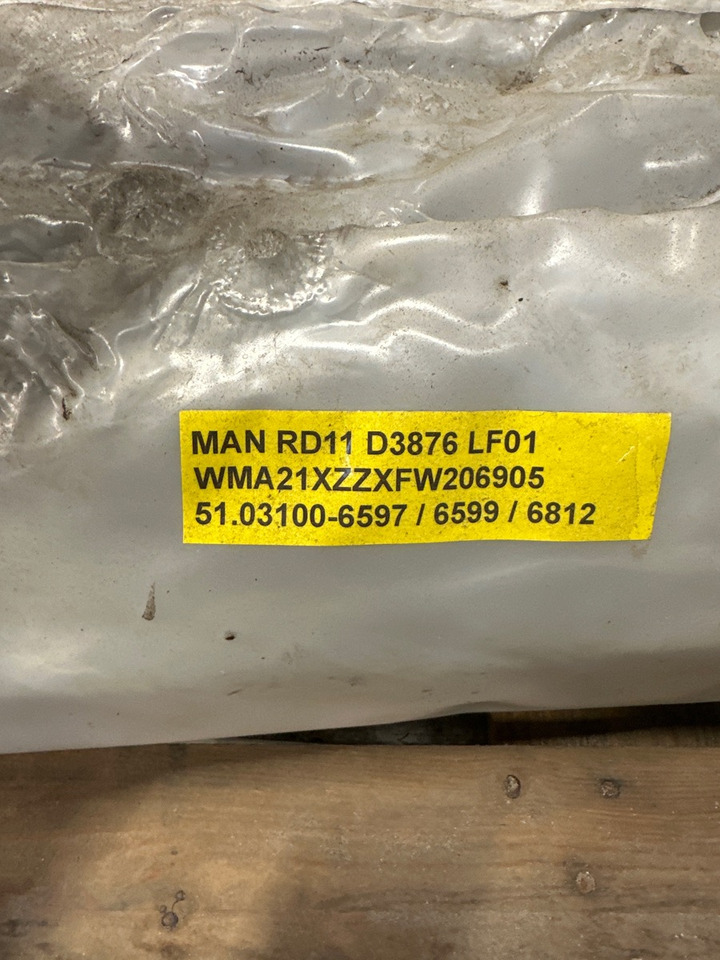 MAN RD11 D3876 LF01
WMA21XZZXFW206905
51.03100-6597 / 6599 / 6812